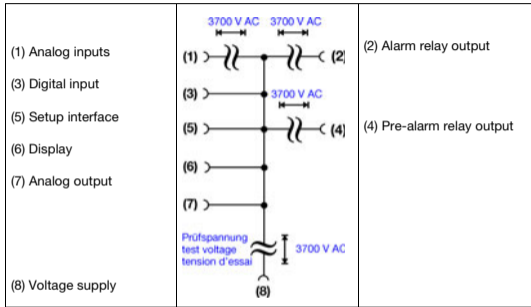 (1) Analog inputs
(3) Digital input
(5) Setup interface
(6) Display
(7) Analog output
(8) Voltage supply
3700 V AC 3700 V AC
(1) (2)
(3) 3700 V AC
(5) (4)
(6)
(7)
Prüfspannung
test voltage
tension d'essai
3700 V AC
(8)
(2) Alarm relay output
(4) Pre-alarm relay output